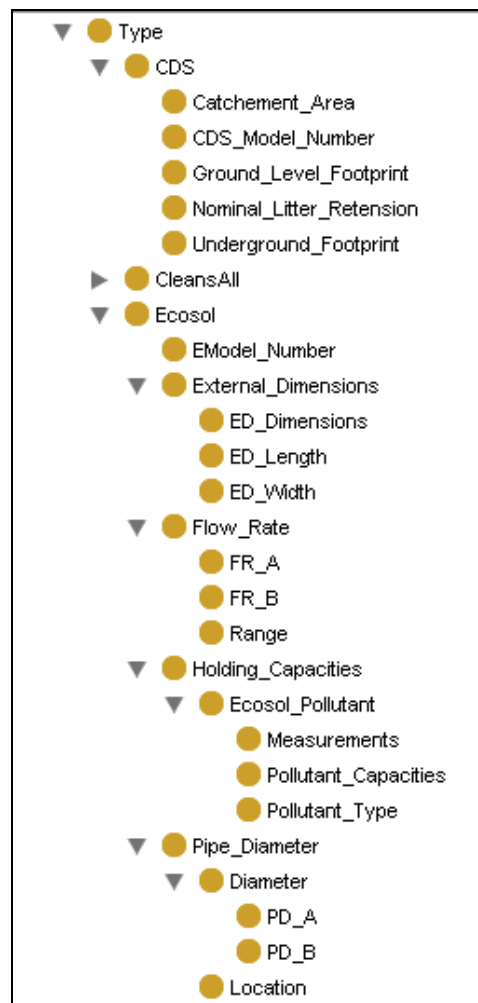 Type
CDS
Catchement_Area
CDS_Model_Number
Ground_Level_Footprint
Nominal_Litter_Retension
Underground_Footprint
CleansAll
Ecosol
EModel_Number
External_Dimensions
ED_Dimensions
ED_Length
ED_Width
Flow_Rate
FR_A
FR_B
Range
Holding_Capacities
Ecosol_Pollutant
Measurements
Pollutant_Capacities
Pollutant_Type
Pipe_Diameter
Diameter
PD_A
PD_B
Location